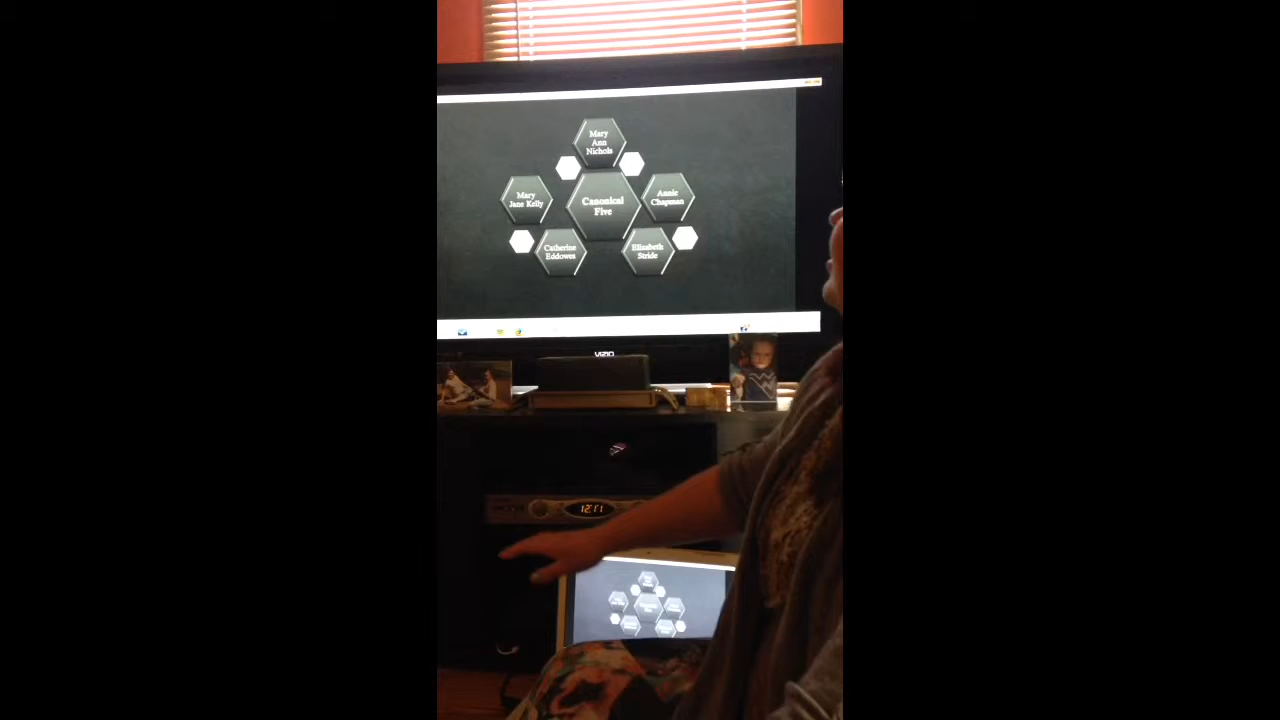 Mary
Ann
Nichols
Mary
Jane Kelly
Canonical
Five
Annie
Chapman
Catherine
Eddowes
Elizabeth
Stride
VIZIO
12:11